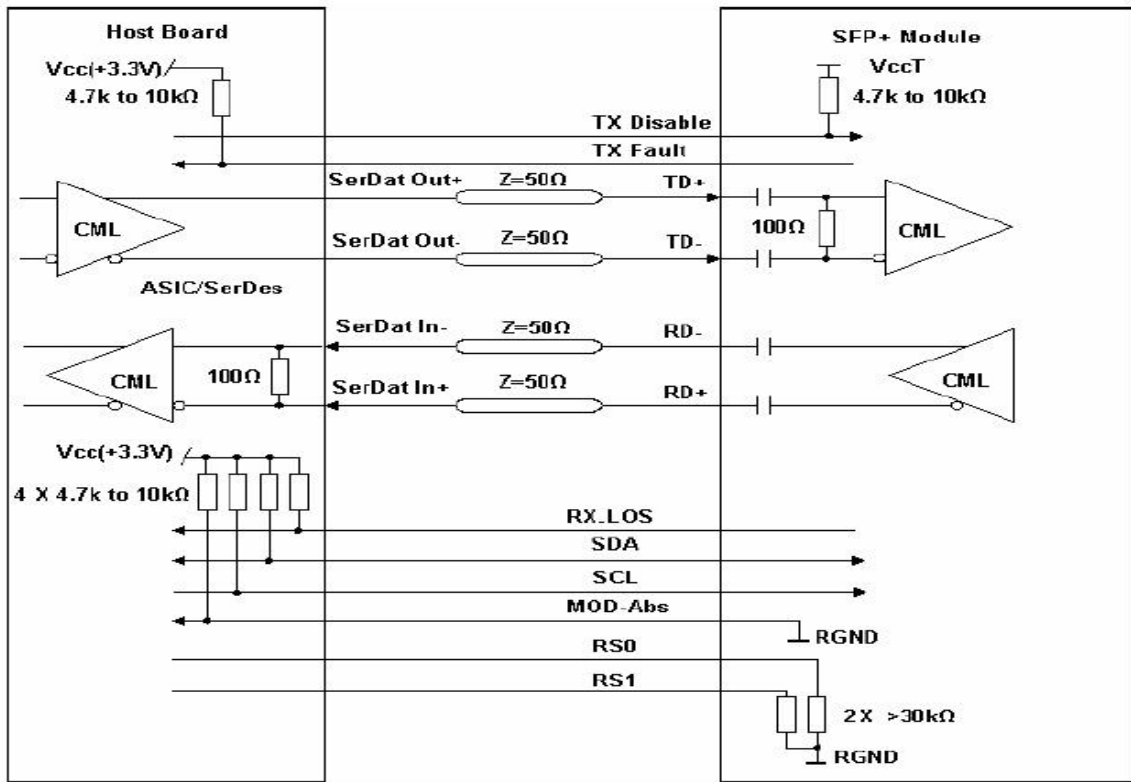 Host Board
SFP+ Module
Vcc(+3.3V)
VccT
4.7k to 10kΩ
4.7k to 10kΩ
TX Disable
TX Fault
SerDat Out+
Z=50Ω
TD+
CML
100Ω
CML
SerDat Out-
Z=50Ω
TD-
ASIC/SerDes
SerDat In-
Z=50Ω
RD-
100Ω
CML
CML
SerDat In+
Z=50Ω
RD+
Vcc(+3.3V)
4 X 4.7k to 10kΩ
RX_LOS
SDA
SCL
MOD-Abs
RGND
RS0
RS1
2X >30kΩ
RGND